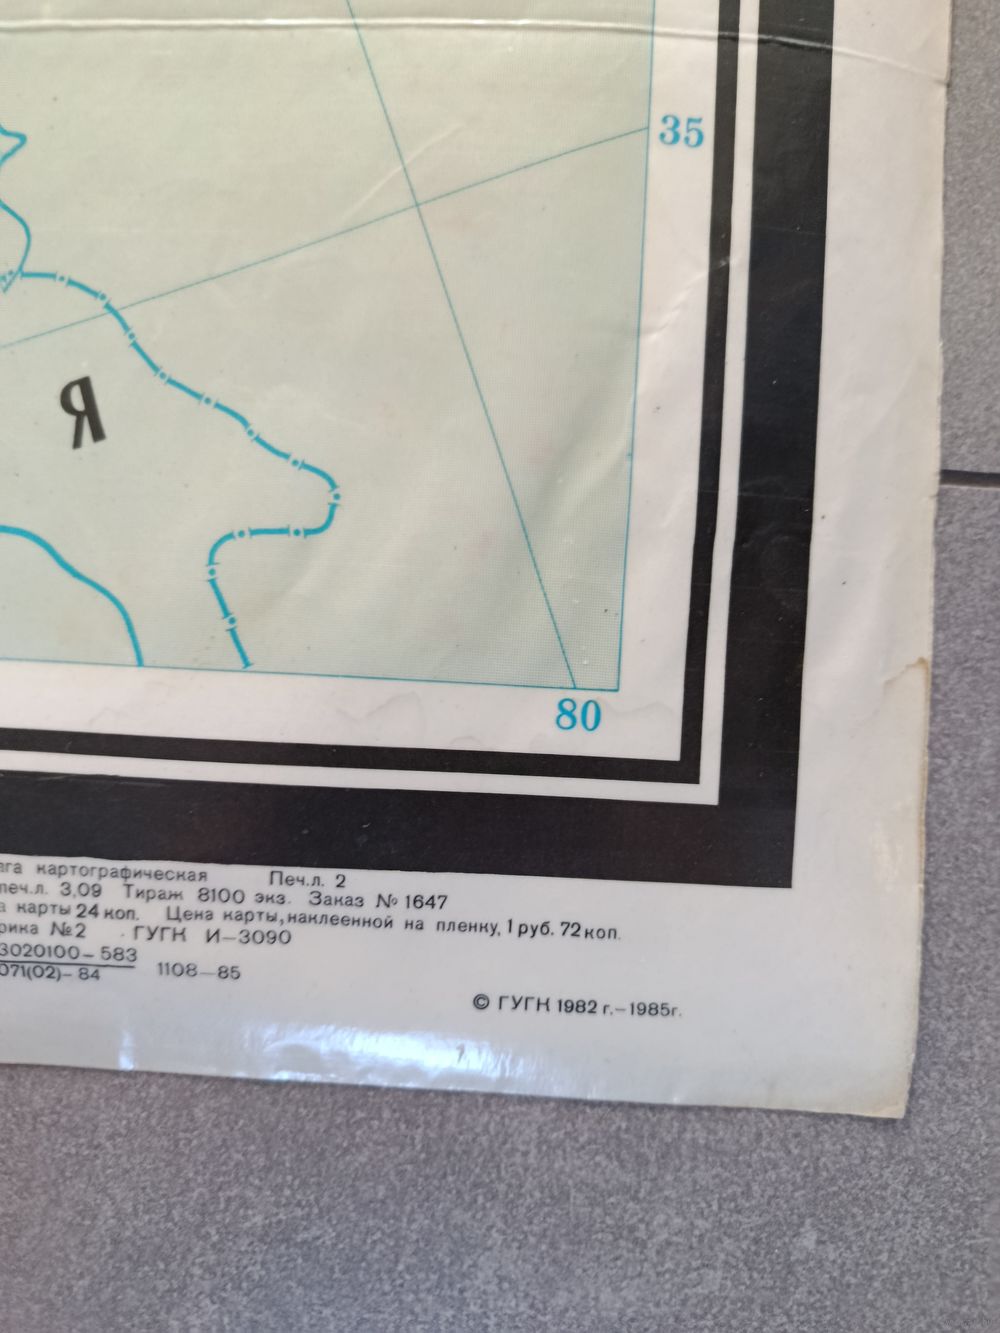 35
Я
80
картографическая Печ.л. 2
печ.л. 3,09 Тираж 8100 экз. Заказ № 1647
карты 24 коп. Цена карты, наклеенной на пленку, 1 руб. 72 коп.
№2 ГУГК И—3090
3020100—583
071(02)—84 1108—85
© ГУГК 1982 г.—1985г.